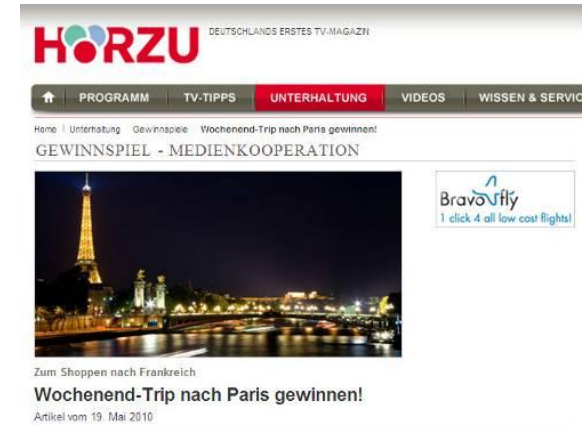 HÖRZU
DEUTSCHLANDS ERSTES TV-MAGAZIN
PROGRAMM TV-TIPPS UNTERHALTUNG VIDEOS WISSEN & SERVIC
Home | Unterhaltung Gewinnspiele Wochenend-Trip nach Paris gewinnen!
GEWINNSPIEL - MEDIENKOOPERATION
Bravofly
1 click 4 all low cost flights!
Zum Shoppen nach Frankreich
Wochenend-Trip nach Paris gewinnen!
Artikel vom 19. Mai 2010